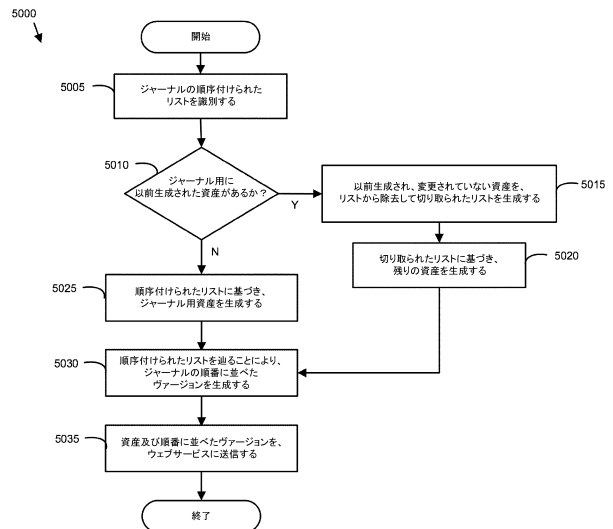 5000
開始
5005
ジャーナルの順序付けられた
リストを識別する
5010
ジャーナル用に
以前生成された資産があるか?
Y
N
以前生成され、変更されていない資産を、
リストから除去して切り取られたリストを生成する
5015
切り取られたリストに基づき、
残りの資産を生成する
5020
5025
順序付けられたリストに基づき、
ジャーナル用資産を生成する
5030
順序付けられたリストを辿ることにより、
ジャーナルの順番に並べた
ヴァージョンを生成する
5035
資産及び順番に並べたヴァージョンを、
ウェブサービスに送信する
終了